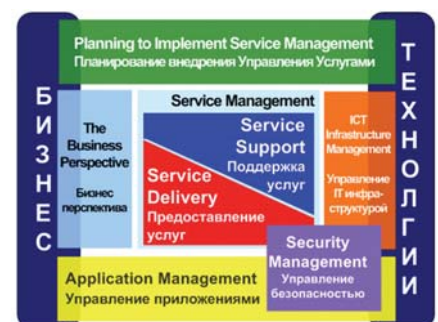 Planning to Implement Service Management
Планирование внедрения Управления Услугами
БИЗНЕС
The
Business
Perspective
Бизнес
перспектива
Service Management
Service
Support
Поддержка
услуг
Service
Delivery
Предоставление
услуг
ICT
Infrastructure
Management
Управление
IT инфра-
структурой
Security
Management
Управление
безопасностью
Application Management
Управление приложениями
ТЕХНОЛГИИ